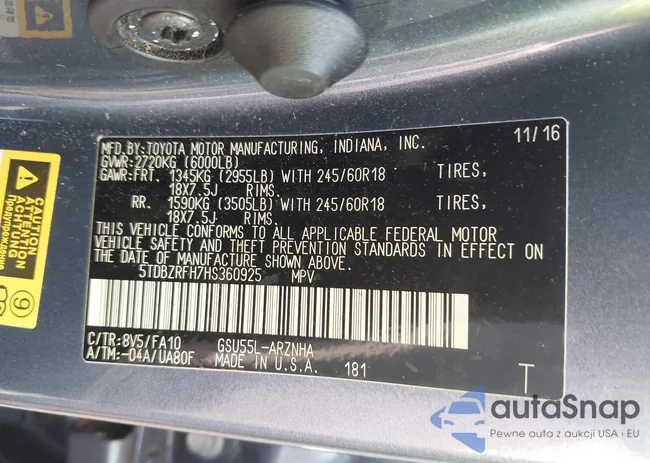 MFD.BY:TOYOTA MOTOR MANUFACTURING, INDIANA, INC. 11/16
GVWR:2720KG (6000LB)
GAWR:FRT. 1345KG (2955LB) WITH 245/60R18 TIRES,
18X7.5J RIMS.
RR. 1590KG (3505LB) WITH 245/60R18 TIRES,
18X7.5J RIMS.
THIS VEHICLE CONFORMS TO ALL APPLICABLE FEDERAL MOTOR
VEHICLE SAFETY AND THEFT PREVENTION STANDARDS IN EFFECT ON
THE DATE OF MANUFACTURE SHOWN ABOVE.
5TDBZRFH7HS360925 MPV
C/TR:8V5/FA10 GSU55L-ARZNHA
A/TM:-04A/UA80F MADE IN U.S.A. 181 T
CAUTION
ATTENTION
ACHTUNG
Предупреждение
9
autaSnap
Pewne auta z aukcji USA i EU